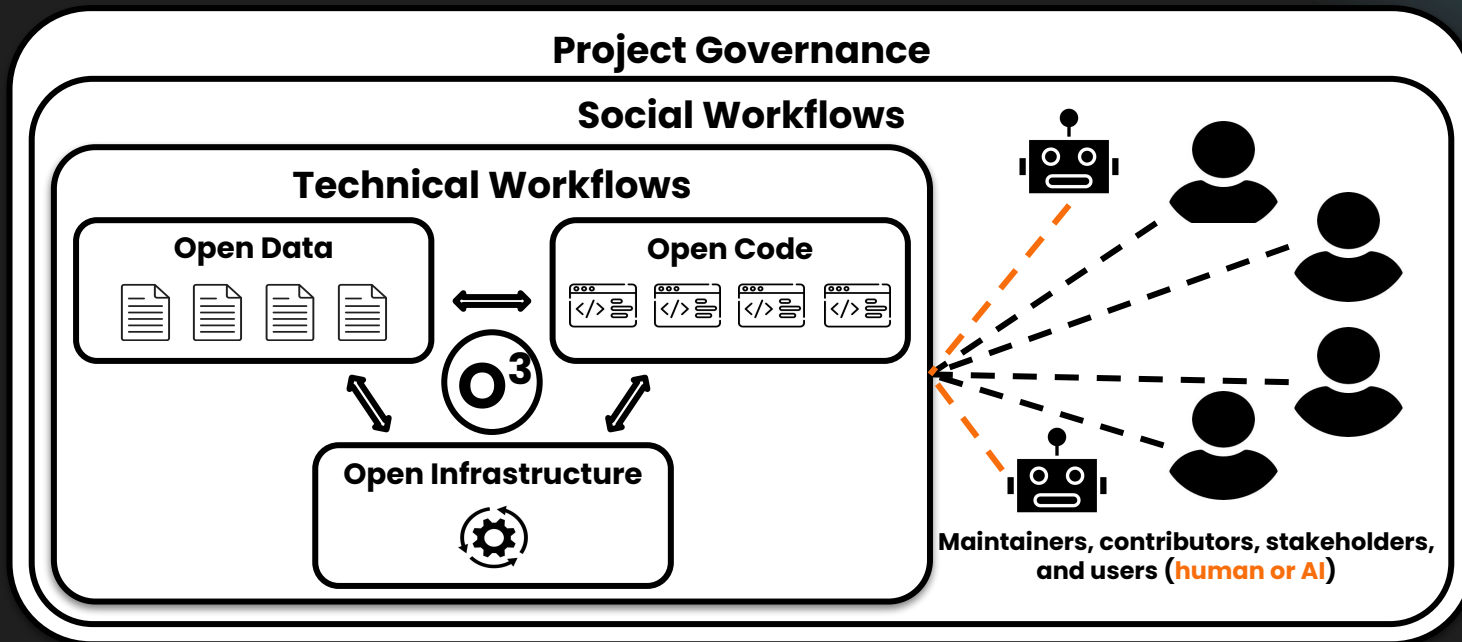 Project Governance
Social Workflows
Technical Workflows
Open Data
Open Code
</>
</>
</>
</>
O³
Open Infrastructure
Maintainers, contributors, stakeholders,
and users (human or AI)